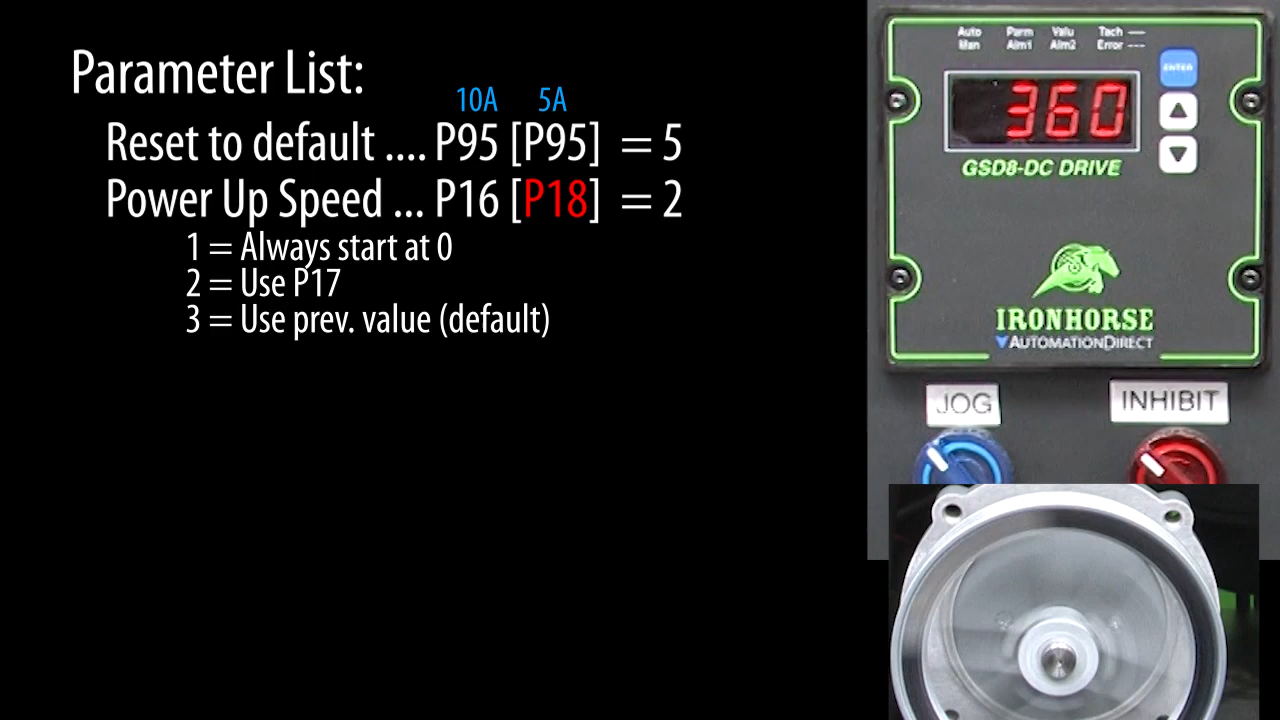 Parameter List:
10A 5A
Reset to default .... P95 [P95] = 5
Power Up Speed ... P16 [P18] = 2
1 = Always start at 0
2 = Use P17
3 = Use prev. value (default)
Auto Parm Valu Tach
Man Alm1 Alm2 Error
ENTER
360
GSD8-DC DRIVE
IRONHORSE
AUTOMATIONDIRECT
JOG INHIBIT